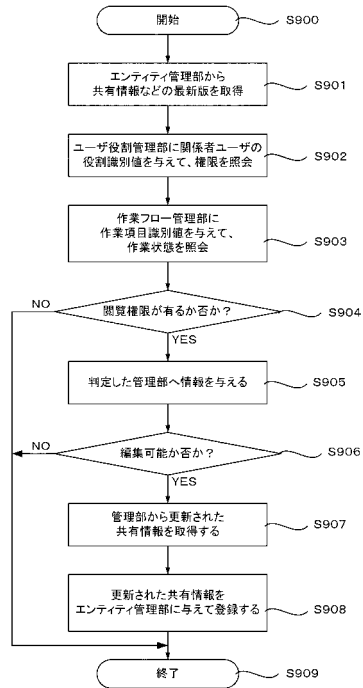 開始
S900
エンティティ管理部から
共有情報などの最新版を取得
S901
ユーザ役割管理部に関係者ユーザの
役割識別値を与えて、権限を照会
S902
作業フロー管理部に
作業項目識別値を与えて、
作業状態を照会
S903
NO
閲覧権限が有るか否か？
S904
YES
判定した管理部へ情報を与える
S905
NO
編集可能か否か？
S906
YES
管理部から更新された
共有情報を取得する
S907
更新された共有情報を
エンティティ管理部に与えて登録する
S908
終了
S909